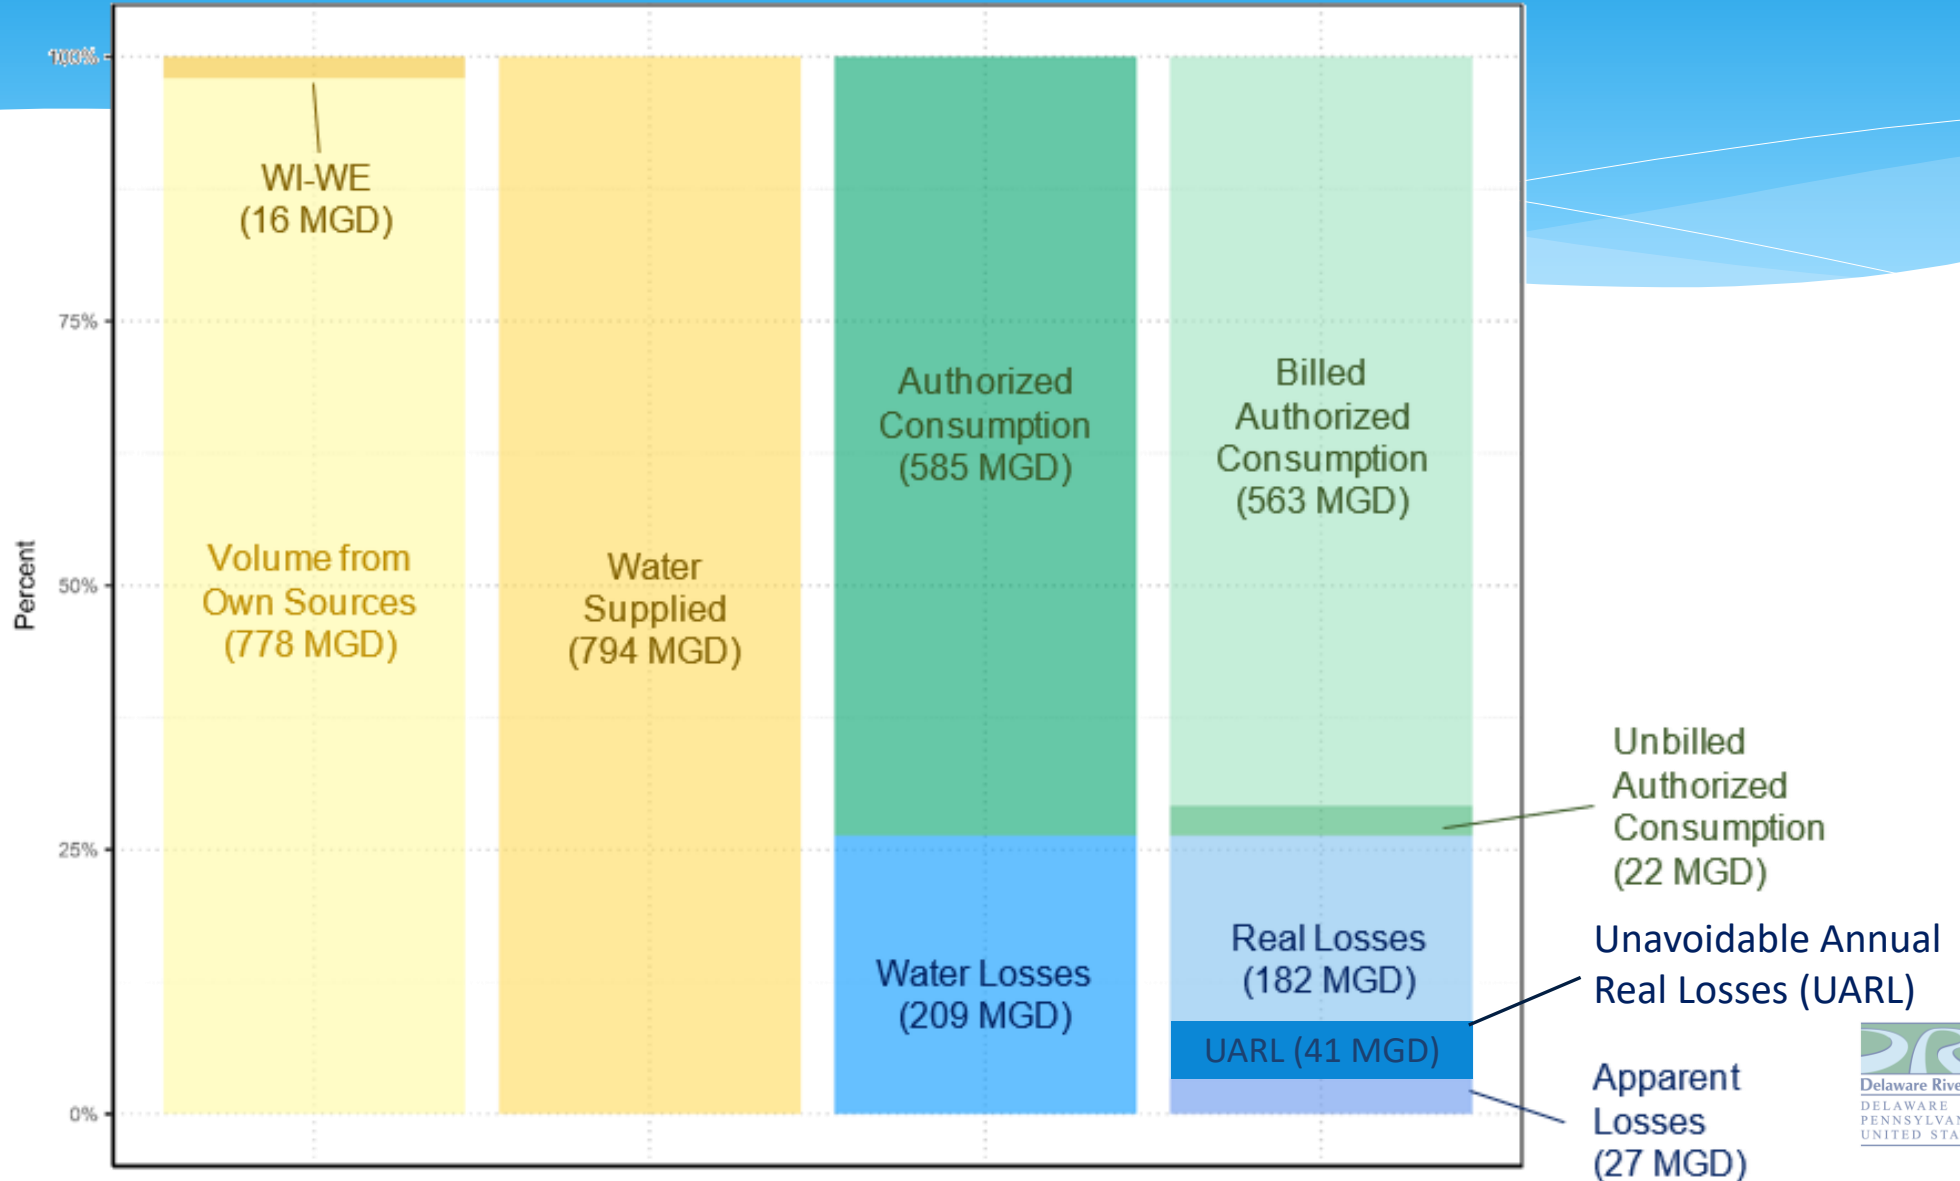 100%
75%
50%
25%
0%
Percent
WI-WE
(16 MGD)
Volume from
Own Sources
(778 MGD)
Water
Supplied
(794 MGD)
Authorized
Consumption
(585 MGD)
Water Losses
(209 MGD)
Billed
Authorized
Consumption
(563 MGD)
Real Losses
(182 MGD)
UARL (41 MGD)
Unbilled
Authorized
Consumption
(22 MGD)
Unavoidable Annual
Real Losses (UARL)
Apparent
Losses
(27 MGD)
Delaware
DELAWARE
UNITED